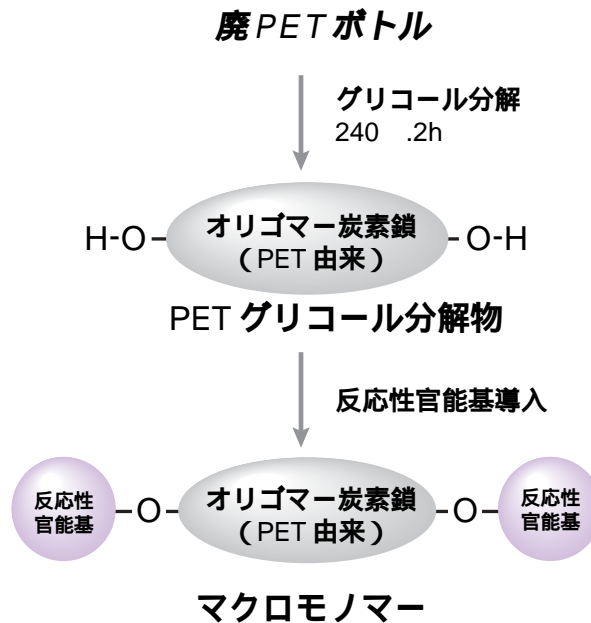 廃PETボトル
グリコール分解
240 .2h
H-O- オリゴマー炭素鎖 -O-H
(PET由来)
PETグリコール分解物
反応性官能基導入
反応性
官能基
-O-
オリゴマー炭素鎖
(PET由来)
-O-
反応性
官能基
マクロモノマー